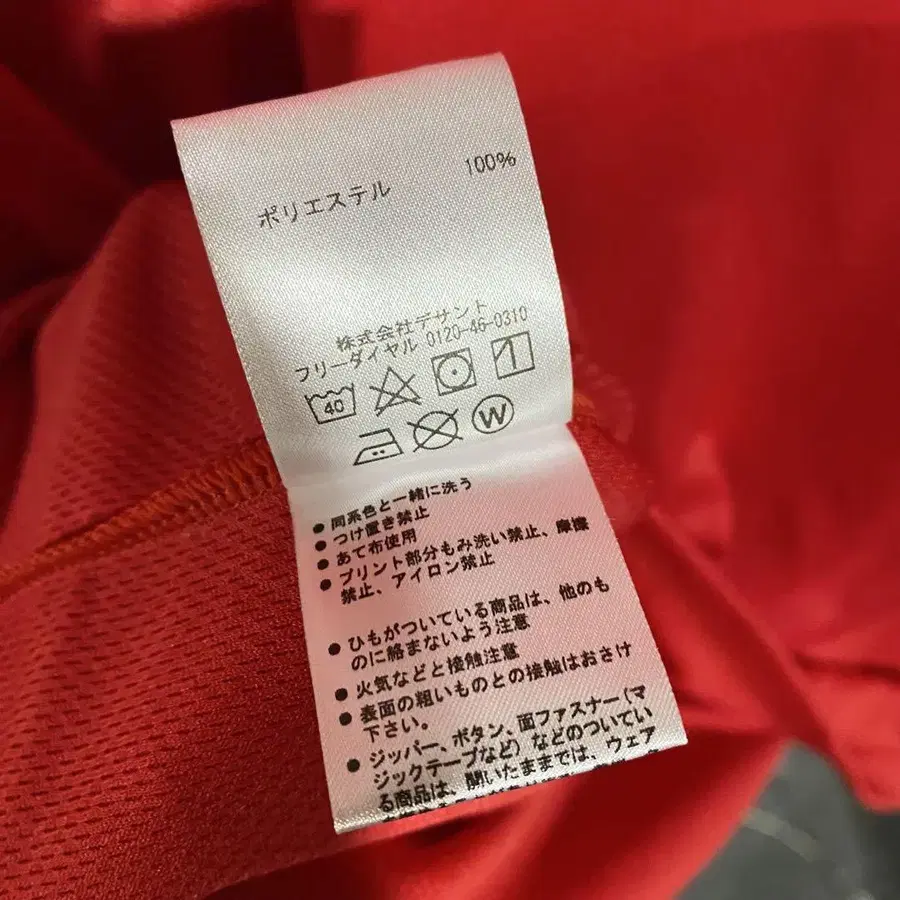 ポリエステル 100%
株式会社デサント
フリーダイヤル 0120-46-0310
40
W
● 同系色と一緒に洗う
● つけ置き禁止
● あて布使用
● プリント部分もみ洗い禁止、摩擦
禁止、アイロン禁止
● ひもがついている商品は、他のも
のに絡まないよう注意
● 火気などと接触注意
● 表面の粗いものとの接触はおさけ
下さい。
● ジッパー、ボタン、面ファスナー(マ
ジックテープなど)などのついてい
る商品は、開いたままでは、ウェア